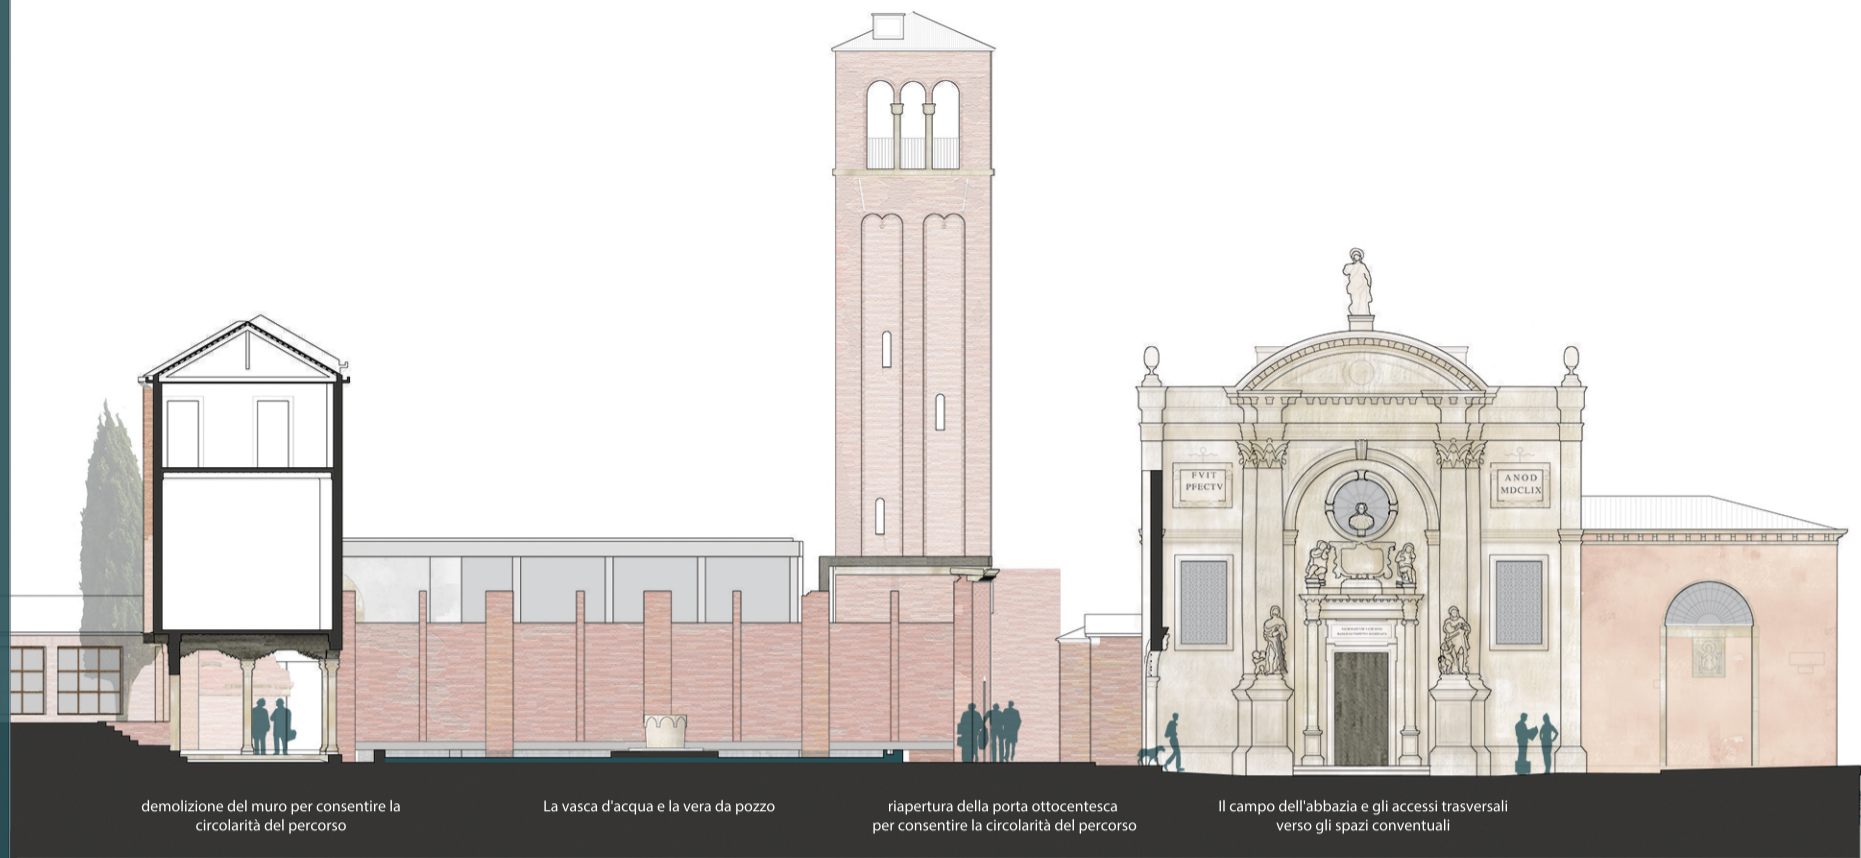 FVIT
PFECTV
ANOD
MDCLIX
demolizione del muro per consentire la
circolarità del percorso
La vasca d'acqua e la vera da pozzo
riapertura della porta ottocentesca
per consentire la circolarità del percorso
Il campo dell'abbazia e gli accessi trasversali
verso gli spazi conventuali